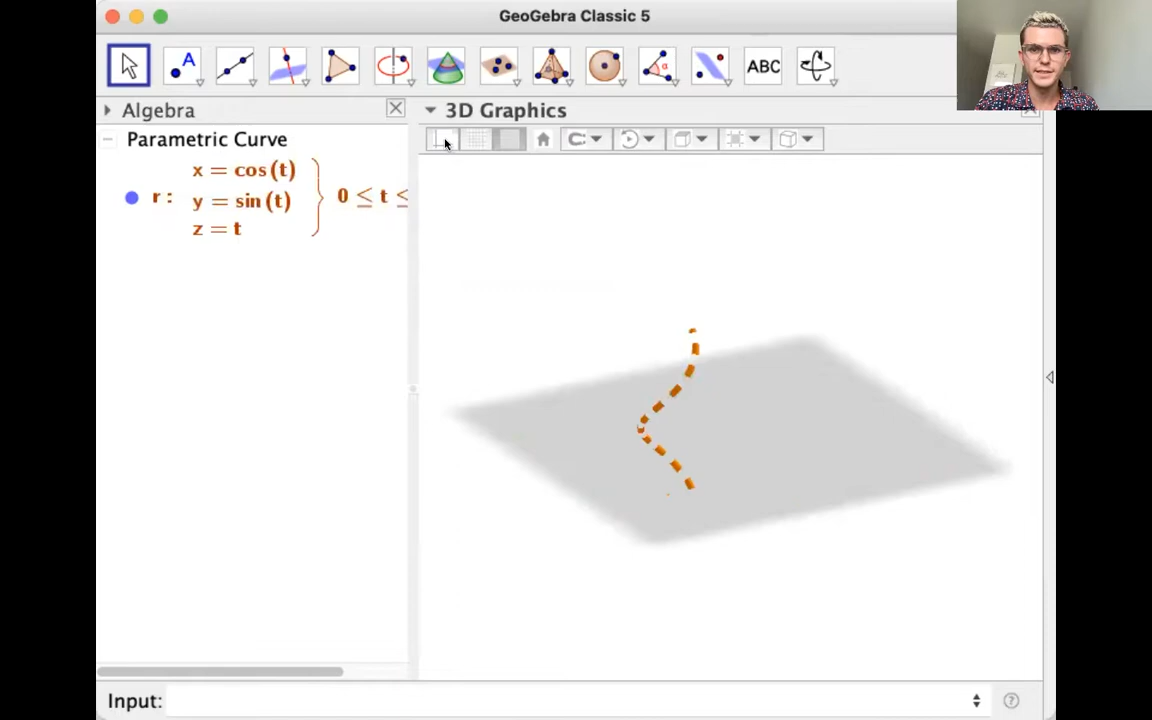 GeoGebra Classic 5
A
α
ABC
Algebra
3D Graphics
Parametric Curve
x = cos(t)
r : y = sin(t) 0 ≤ t ≤
z = t
Input: